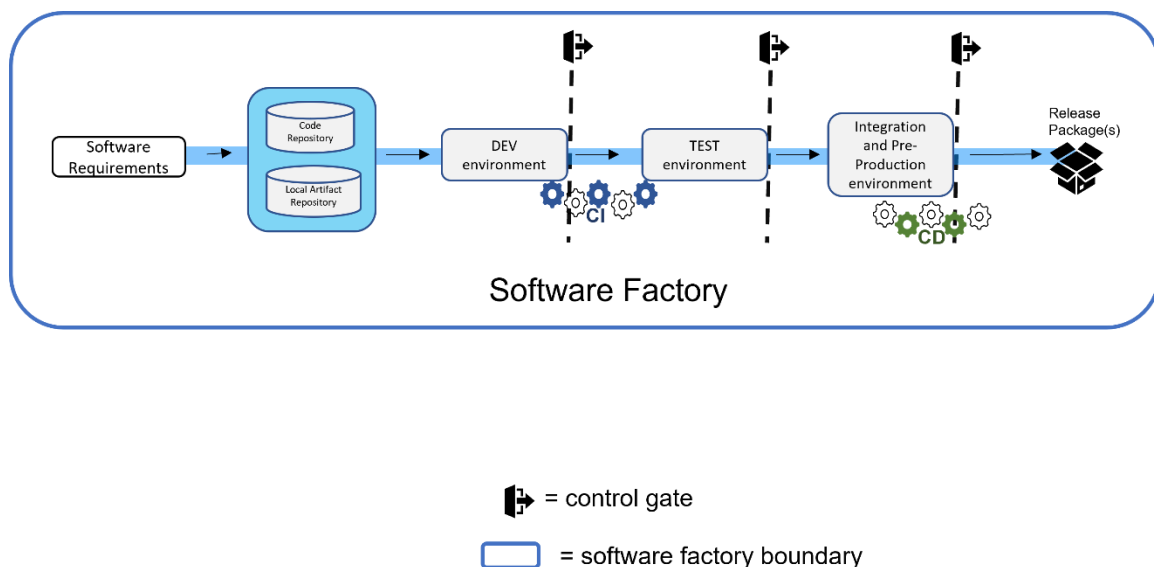 Software
Requirements
Code
Repository
Local Artifact
Repository
DEV
environment
TEST
environment
Integration
and Pre-
Production
environment
Release
Package(s)
CI
CD
Software Factory
= control gate
= software factory boundary